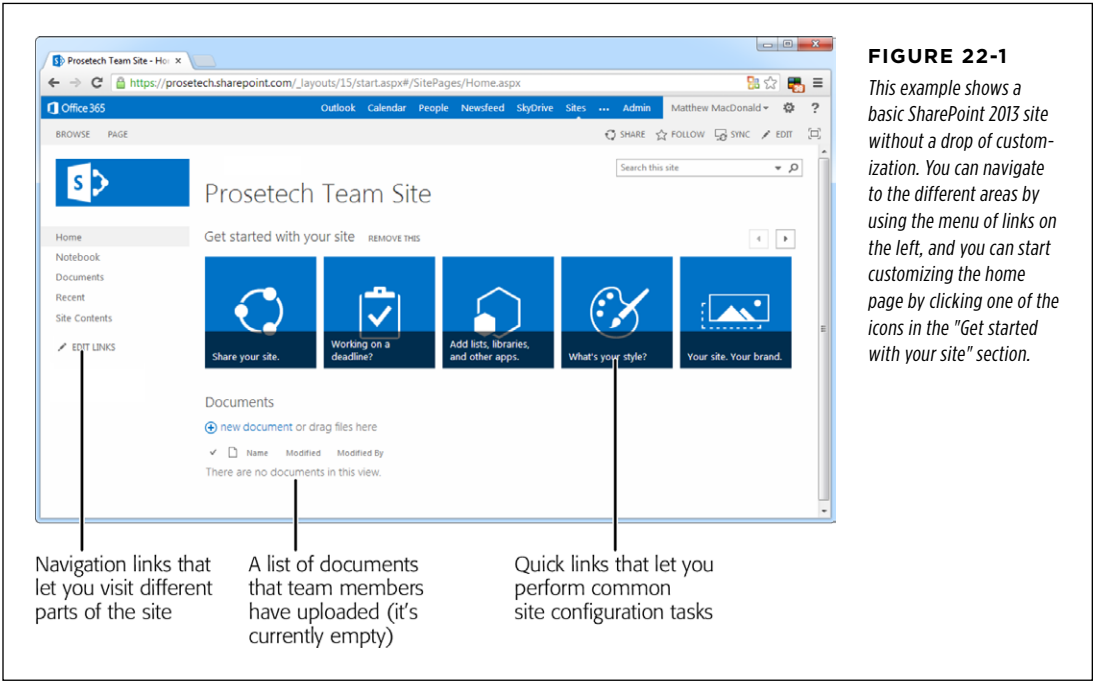 Prosetech Team Site - Ho
https://prosetech.sharepoint.com/_layouts/15/start.aspx#/SitePages/Home.aspx
Office 365 Outlook Calendar People Newsfeed SkyDrive Sites ... Admin Matthew MacDonald ?
BROWSE PAGE SHARE FOLLOW SYNC EDIT
S
Search this site
Prosetech Team Site
Home
Notebook
Documents
Recent
Site Contents
EDIT LINKS
Get started with your site REMOVE THIS
Share your site.
Working on a
deadline?
Add lists, libraries,
and other apps.
What's your style?
Your site. Your brand.
Documents
new document or drag files here
Name Modified Modified By
There are no documents in this view.
Navigation links that
let you visit different
parts of the site
A list of documents
that team members
have uploaded (it's
currently empty)
Quick links that let you
perform common
site configuration tasks
FIGURE 22-1
This example shows a
basic SharePoint 2013 site
without a drop of custom-
ization. You can navigate
to the different areas by
using the menu of links on
the left, and you can start
customizing the home
page by clicking one of the
icons in the "Get started
with your site" section.